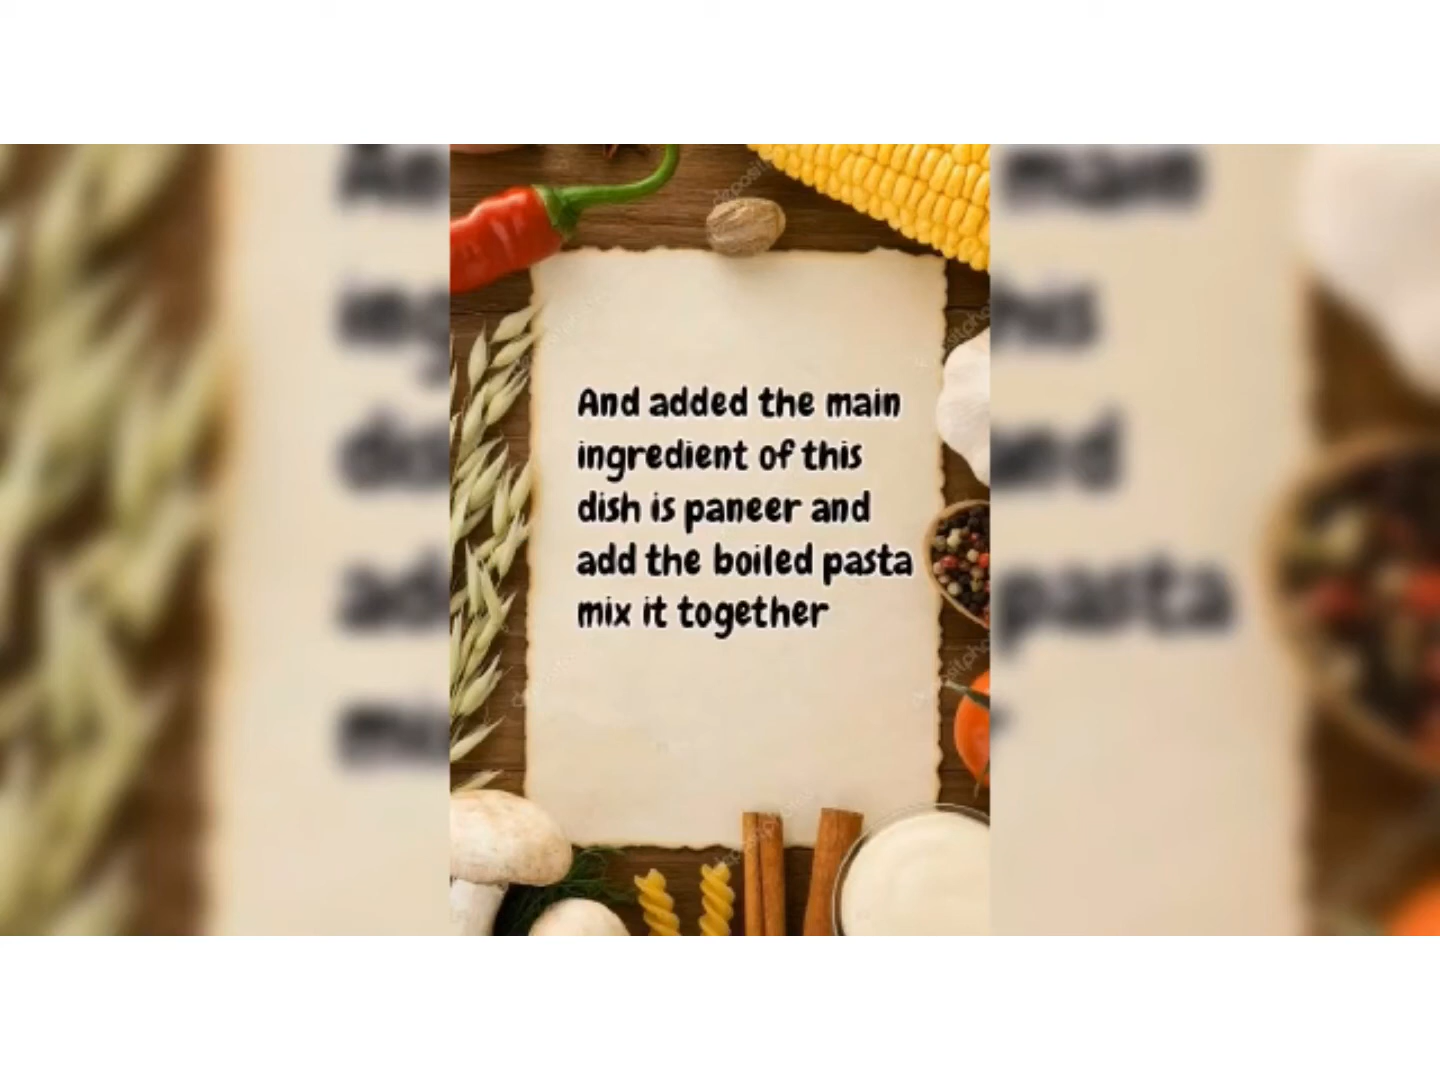 And added the main
ingredient of this
dish is paneer and
add the boiled pasta
mix it together